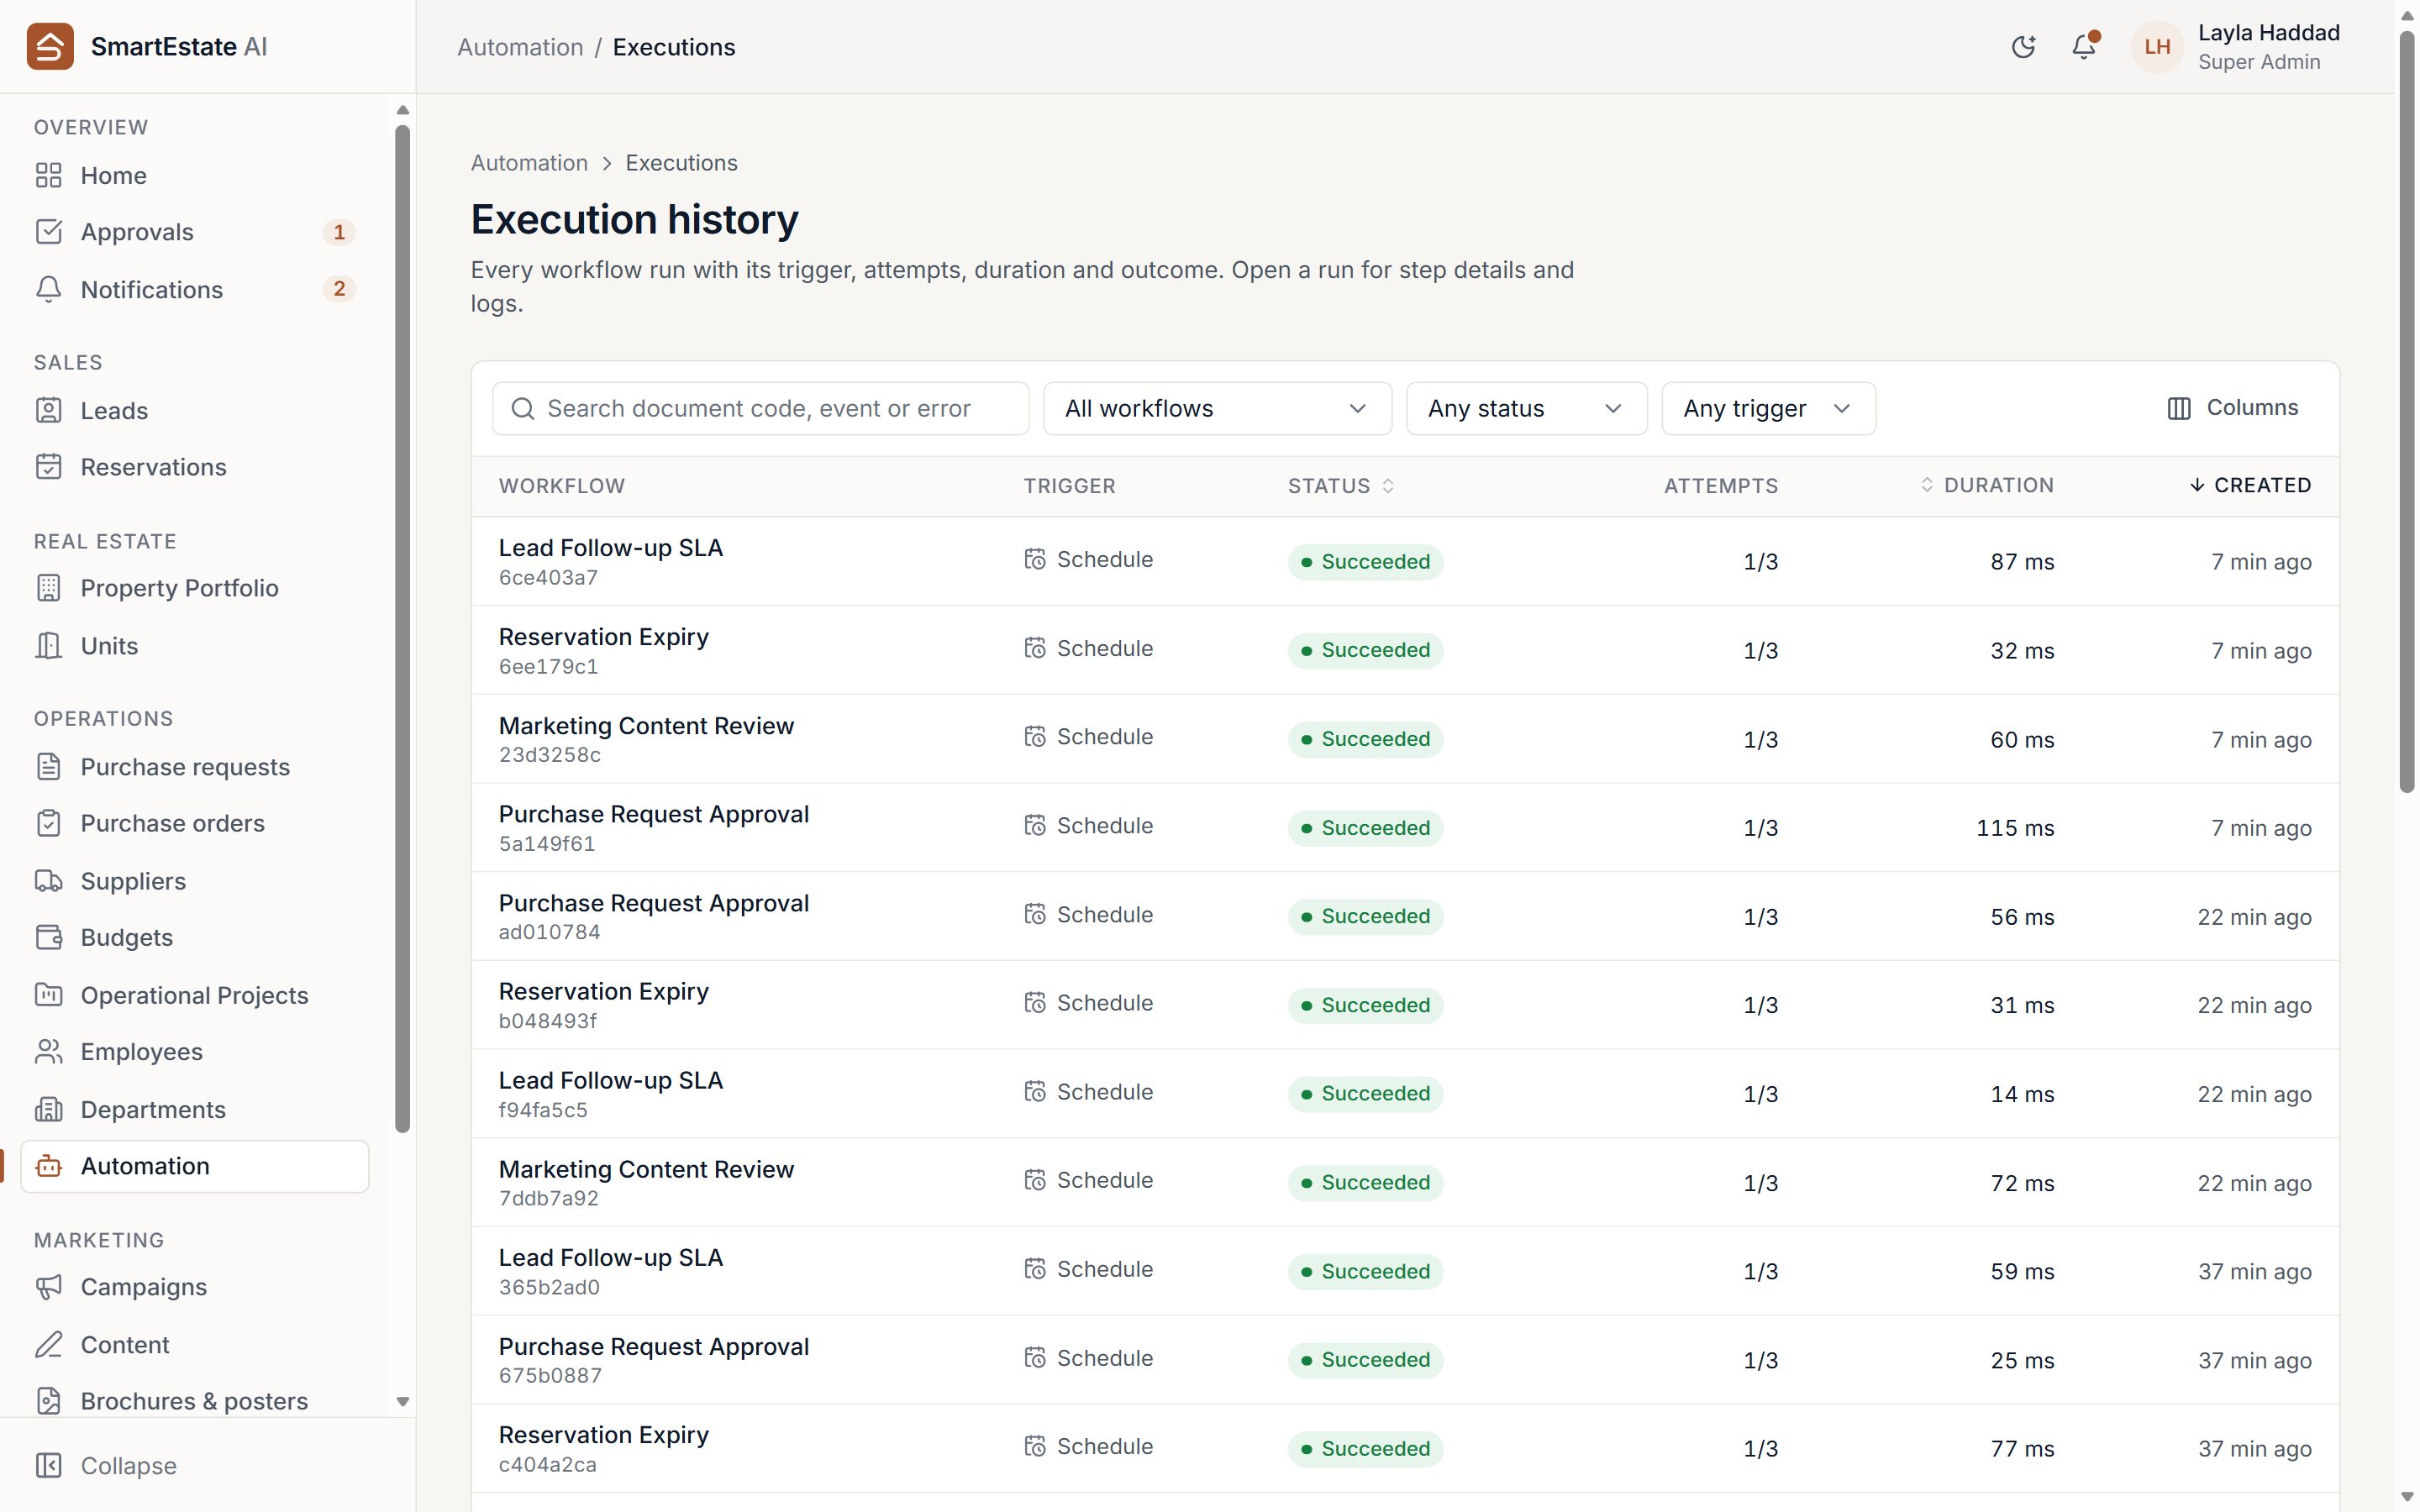 SmartEstate AI
Automation / Executions
LH
Layla Haddad
Super Admin
OVERVIEW
Home
Approvals 1
Notifications 2
SALES
Leads
Reservations
REAL ESTATE
Property Portfolio
Units
OPERATIONS
Purchase requests
Purchase orders
Suppliers
Budgets
Operational Projects
Employees
Departments
Automation
MARKETING
Campaigns
Content
Brochures & posters
Collapse
Automation > Executions
Execution history
Every workflow run with its trigger, attempts, duration and outcome. Open a run for step details and
logs.
Search document code, event or error All workflows Any status Any trigger Columns
WORKFLOW TRIGGER STATUS ATTEMPTS DURATION CREATED
Lead Follow-up SLA
6ce403a7
Schedule Succeeded 1/3 87 ms 7 min ago
Reservation Expiry
6ee179c1
Schedule Succeeded 1/3 32 ms 7 min ago
Marketing Content Review
23d3258c
Schedule Succeeded 1/3 60 ms 7 min ago
Purchase Request Approval
5a149f61
Schedule Succeeded 1/3 115 ms 7 min ago
Purchase Request Approval
ad010784
Schedule Succeeded 1/3 56 ms 22 min ago
Reservation Expiry
b048493f
Schedule Succeeded 1/3 31 ms 22 min ago
Lead Follow-up SLA
f94fa5c5
Schedule Succeeded 1/3 14 ms 22 min ago
Marketing Content Review
7ddb7a92
Schedule Succeeded 1/3 72 ms 22 min ago
Lead Follow-up SLA
365b2ad0
Schedule Succeeded 1/3 59 ms 37 min ago
Purchase Request Approval
675b0887
Schedule Succeeded 1/3 25 ms 37 min ago
Reservation Expiry
c404a2ca
Schedule Succeeded 1/3 77 ms 37 min ago